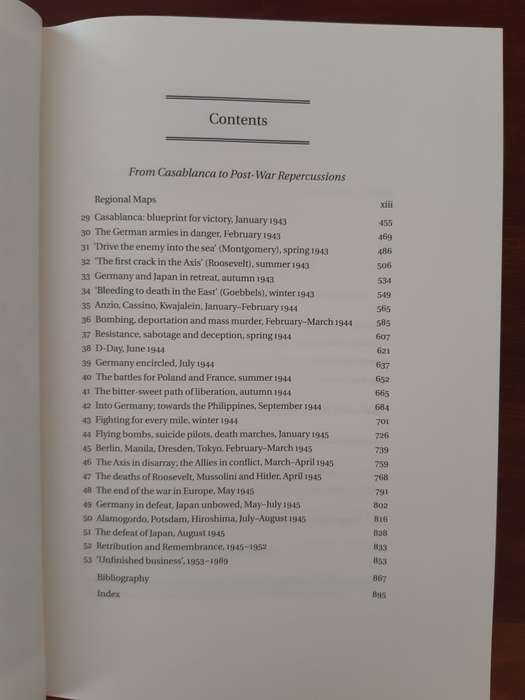 Contents
From Casablanca to Post-War Repercussions
Regional Maps xiii
29 Casablanca: blueprint for victory, January 1943 455
30 The German armies in danger, February 1943 469
31 'Drive the enemy into the sea' (Montgomery), spring 1943 486
32 'The first crack in the Axis' (Roosevelt), summer 1943 506
33 Germany and Japan in retreat, autumn 1943 534
34 'Bleeding to death in the East' (Goebbels), winter 1943 549
35 Anzio, Cassino, Kwajalein, January–February 1944 565
36 Bombing, deportation and mass murder, February–March 1944 585
37 Resistance, sabotage and deception, spring 1944 607
38 D-Day, June 1944 621
39 Germany encircled, July 1944 637
40 The battles for Poland and France, summer 1944 652
41 The bitter-sweet path of liberation, autumn 1944 665
42 Into Germany; towards the Philippines, September 1944 684
43 Fighting for every mile, winter 1944 701
44 Flying bombs, suicide pilots, death marches, January 1945 726
45 Berlin, Manila, Dresden, Tokyo, February–March 1945 739
46 The Axis in disarray; the Allies in conflict, March–April 1945 759
47 The deaths of Roosevelt, Mussolini and Hitler, April 1945 768
48 The end of the war in Europe, May 1945 791
49 Germany in defeat, Japan unbowed, May–July 1945 802
50 Alamogordo, Potsdam, Hiroshima, July–August 1945 816
51 The defeat of Japan, August 1945 828
52 Retribution and Remembrance, 1945–1952 833
53 'Unfinished business', 1953–1989 853
Bibliography 867
Index 895